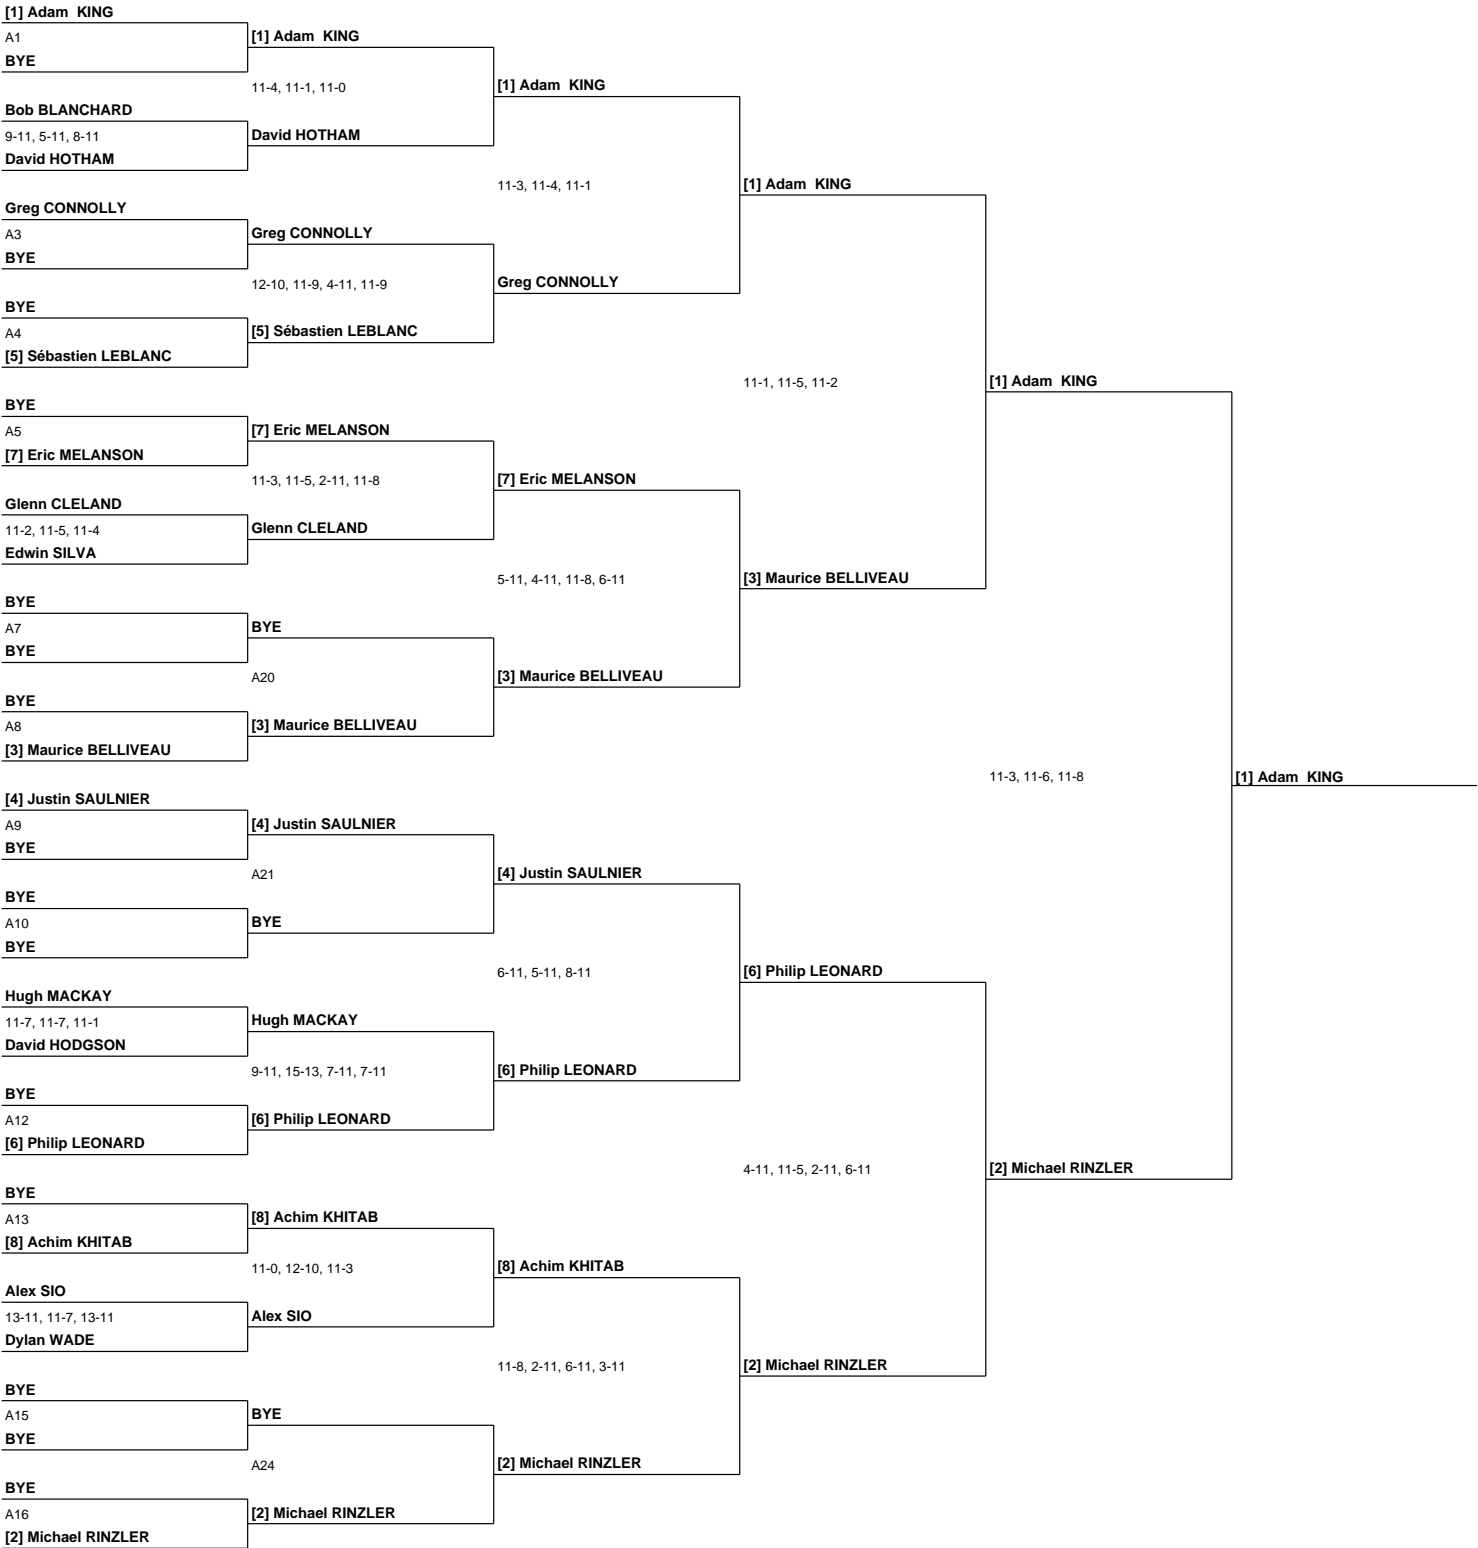 [1] Adam  KING
A1
BYE
Bob BLANCHARD
9-11, 5-11, 8-11
David HOTHAM
Greg CONNOLLY
A3
BYE
BYE
A4
[5] Sébastien LEBLANC
BYE
A5
[7] Eric MELANSON
Glenn CLELAND
11-2, 11-5, 11-4
Edwin SILVA
BYE
A7
BYE
BYE
A8
[3] Maurice BELLIVEAU
[4] Justin SAULNIER
A9
BYE
BYE
A10
BYE
Hugh MACKAY
11-7, 11-7, 11-1
David HODGSON
BYE
A12
[6] Philip LEONARD
BYE
A13
[8] Achim KHITAB
Alex SIO
13-11, 11-7, 13-11
Dylan WADE
BYE
A15
BYE
BYE
A16
[2] Michael RINZLER
[1] Adam  KING
11-4, 11-1, 11-0
David HOTHAM
Greg CONNOLLY
12-10, 11-9, 4-11, 11-9
[5] Sébastien LEBLANC
[7] Eric MELANSON
11-3, 11-5, 2-11, 11-8
Glenn CLELAND
BYE
A20
[3] Maurice BELLIVEAU
[4] Justin SAULNIER
A21
BYE
Hugh MACKAY
9-11, 15-13, 7-11, 7-11
[6] Philip LEONARD
[8] Achim KHITAB
11-0, 12-10, 11-3
Alex SIO
BYE
A24
[2] Michael RINZLER
[1] Adam  KING
11-3, 11-4, 11-1
Greg CONNOLLY
[7] Eric MELANSON
5-11, 4-11, 11-8, 6-11
[3] Maurice BELLIVEAU
[4] Justin SAULNIER
6-11, 5-11, 8-11
[6] Philip LEONARD
[8] Achim KHITAB
11-8, 2-11, 6-11, 3-11
[2] Michael RINZLER
[1] Adam  KING
11-1, 11-5, 11-2
[3] Maurice BELLIVEAU
[6] Philip LEONARD
4-11, 11-5, 2-11, 6-11
[2] Michael RINZLER
[1] Adam  KING
11-3, 11-6, 11-8
[2] Michael RINZLER
[1] Adam  KING